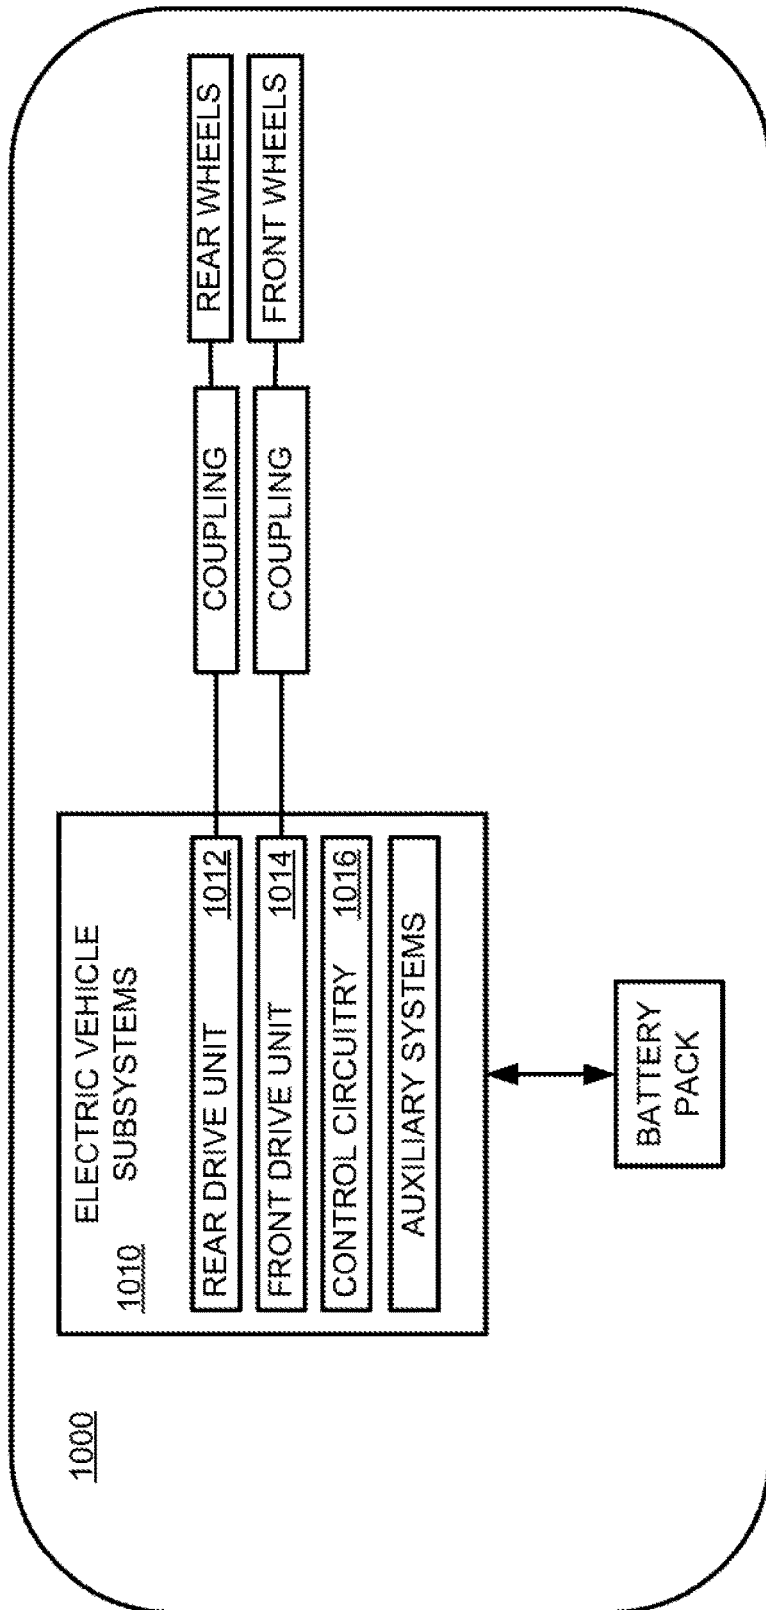 1000
ELECTRIC VEHICLE
SUBSYSTEMS
1010
REAR DRIVE UNIT 1012
FRONT DRIVE UNIT 1014
CONTROL CIRCUITRY 1016
AUXILIARY SYSTEMS
COUPLING
REAR WHEELS
COUPLING
FRONT WHEELS
BATTERY
PACK